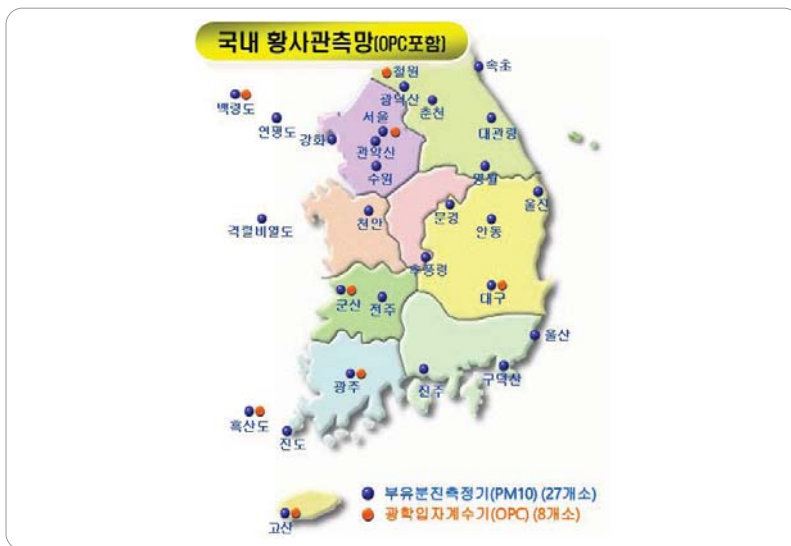 국내 황사관측망(OPC포함)
속초
철원
광덕산
춘천
백령도
서울
대관령
연평도
강화
관악산
수원
영월
울진
천안
문경
안동
격렬비열도
추풍령
군산
전주
대구
울산
광주
진주
구덕산
흑산도
진도
부유분진측정기(PM10) (27개소)
광학입자계수기(OPC) (8개소)
고산